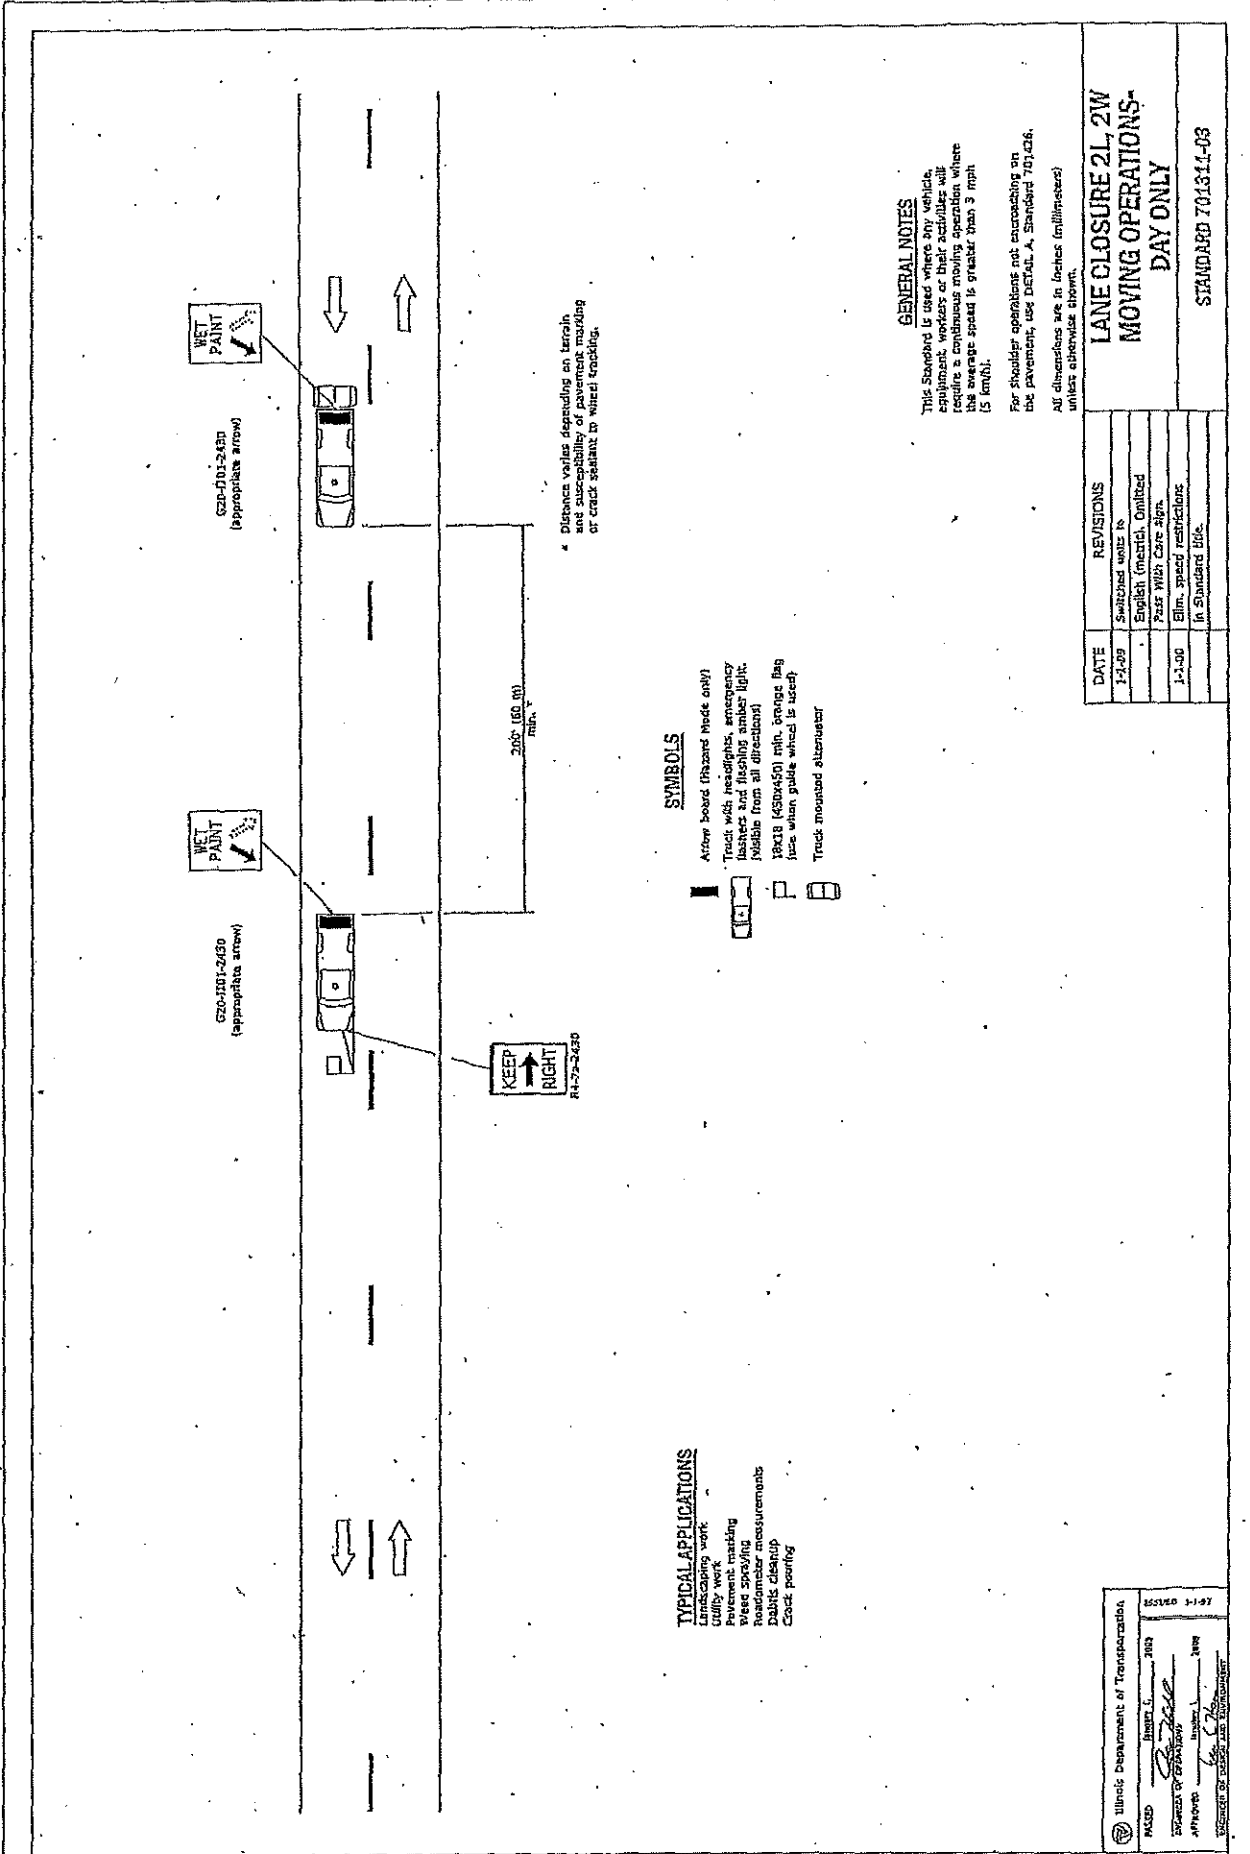 WET
PAINT
G20-I101-2430
(appropriate arrow)
WET
PAINT
G20-I101-2430
(appropriate arrow)
KEEP
RIGHT
R4-7a-2430
200' (60 m)
min. *
* Distance varies depending on terrain
and susceptibility of pavement marking
or crack sealant to wheel tracking.
TYPICAL APPLICATIONS
Landscaping work
Utility work
Pavement marking
Weed spraying
Roadometer measurements
Debris cleanup
Crack pouring
SYMBOLS
Arrow board (Hazard Mode only)
Truck with headlights, emergency
flashers and flashing amber light.
(visible from all directions)
18x18 (450x450) min. orange flag
(use when guide wheel is used)
Truck mounted attenuator
GENERAL NOTES
This Standard is used where any vehicle,
equipment, workers or their activities will
require a continuous moving operation where
the average speed is greater than 3 mph
(5 km/h).
For shoulder operations not encroaching on
the pavement, use DETAIL A, Standard 701426.
All dimensions are in inches (millimeters)
unless otherwise shown.
Illinois Department of Transportation
PASSED January 1, 2009
ENGINEER OF OPERATIONS
APPROVED January 1, 2009
ENGINEER OF DESIGN AND ENVIRONMENT
ISSUED 1-1-97
DATE REVISIONS
1-1-09 Switched units to
English (metric). Omitted
Pass With Care sign.
1-1-00 Elim. speed restrictions
in Standard title.
LANE CLOSURE 2L, 2W
MOVING OPERATIONS-
DAY ONLY
STANDARD 701311-03